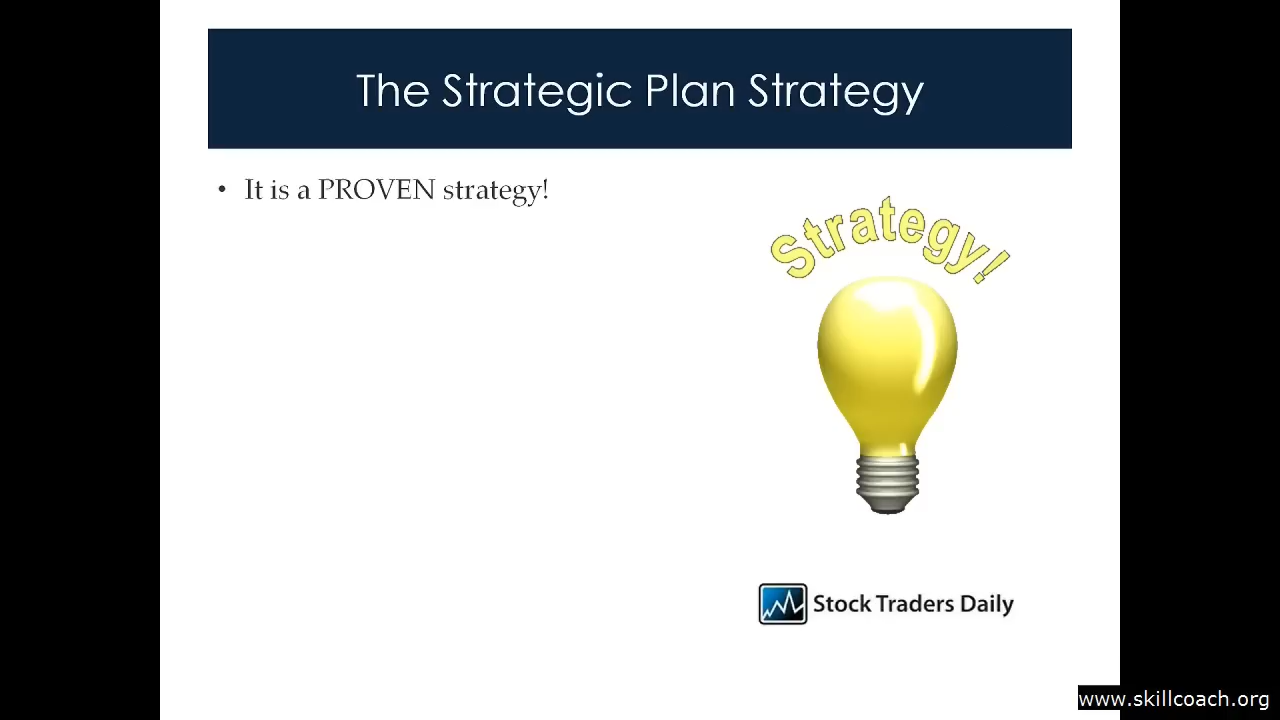 The Strategic Plan Strategy
• It is a PROVEN strategy!
Strategy!
Stock Traders Daily
www.skillcoach.org